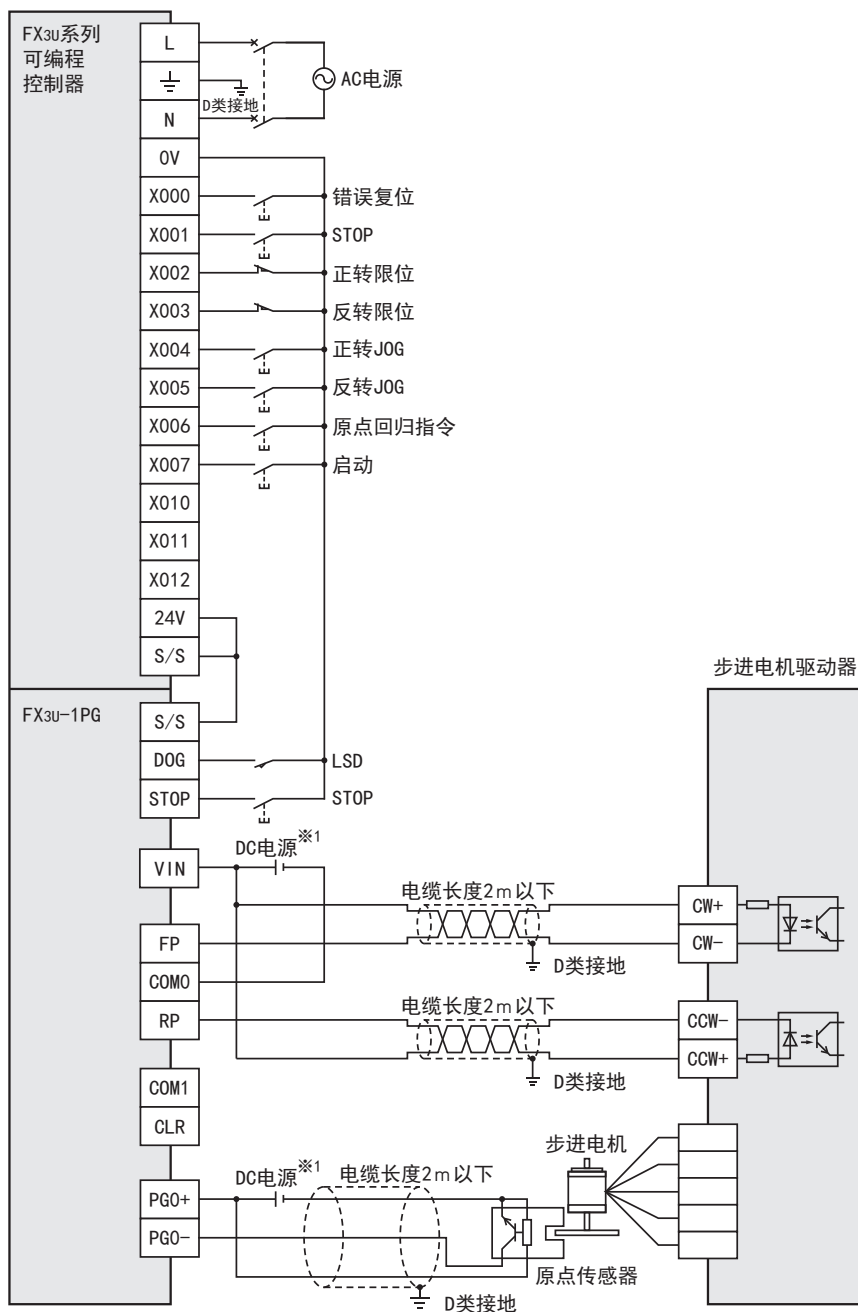 FX3U系列
可编程
控制器
L
AC电源
D类接地
N
0V
X000
错误复位
X001
STOP
X002
正转限位
X003
反转限位
X004
正转JOG
X005
反转JOG
X006
原点回归指令
X007
启动
X010
X011
X012
24V
S/S
步进电机驱动器
FX3U-1PG
S/S
DOG
LSD
STOP
STOP
DC电源※1
VIN
电缆长度2m以下
CW+
FP
CW-
D类接地
COM0
电缆长度2m以下
RP
CCW-
CCW+
D类接地
COM1
CLR
步进电机
DC电源※1
电缆长度2m以下
PG0+
PG0-
原点传感器
D类接地